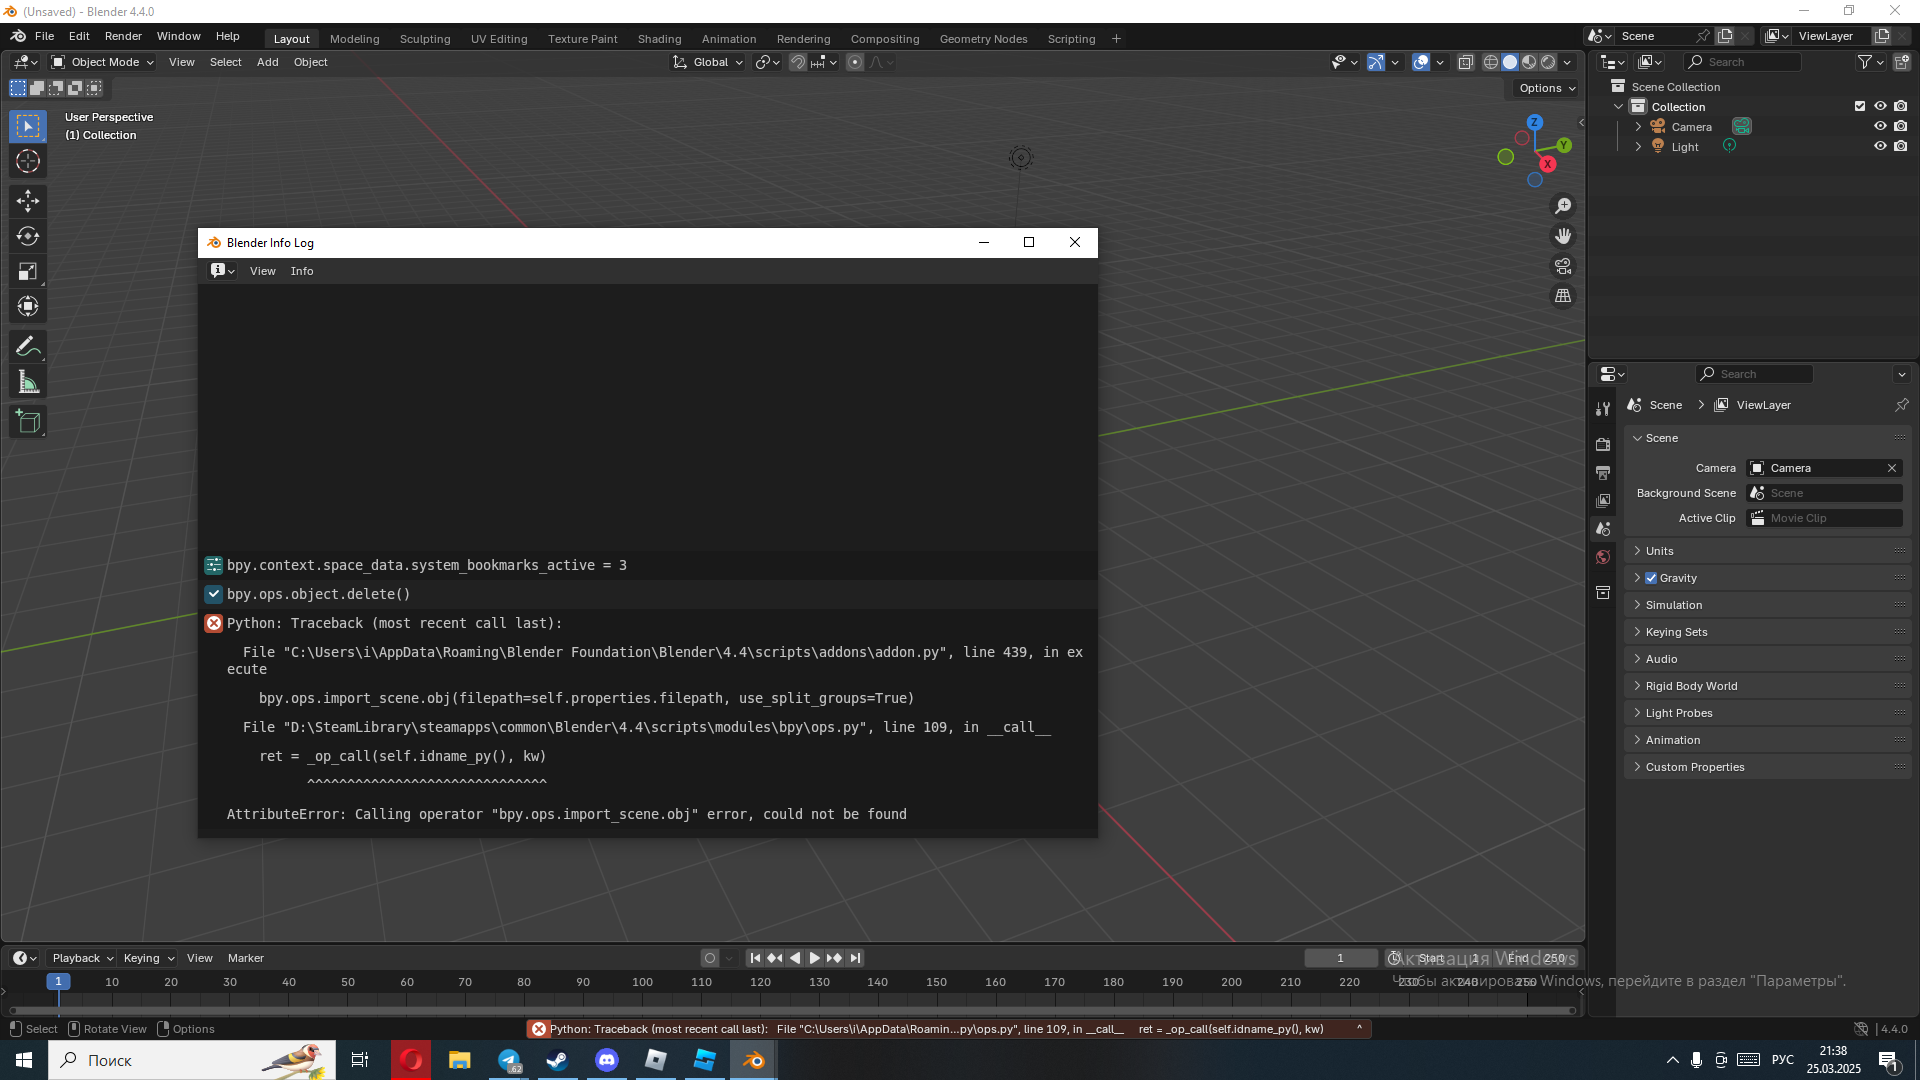 (Unsaved) - Blender 4.4.0
File Edit Render Window Help
Layout Modeling Sculpting UV Editing Texture Paint Shading Animation Rendering Compositing Geometry Nodes Scripting +
Scene
ViewLayer
Object Mode View Select Add Object
Global
Search
Options
User Perspective
(1) Collection
Z
Y
X
Scene Collection
Collection
Camera
Light
Blender Info Log
View Info
bpy.context.space_data.system_bookmarks_active = 3
bpy.ops.object.delete()
Python: Traceback (most recent call last):
File "C:\Users\i\AppData\Roaming\Blender Foundation\Blender\4.4\scripts\addons\addon.py", line 439, in ex
ecute
bpy.ops.import_scene.obj(filepath=self.properties.filepath, use_split_groups=True)
File "D:\SteamLibrary\steamapps\common\Blender\4.4\scripts\modules\bpy\ops.py", line 109, in __call__
ret = _op_call(self.idname_py(), kw)
^^^^^^^^^^^^^^^^^^^^^^^^^^^^^^
AttributeError: Calling operator "bpy.ops.import_scene.obj" error, could not be found
Search
Scene > ViewLayer
Scene
Camera Camera
Background Scene Scene
Active Clip Movie Clip
Units
Gravity
Simulation
Keying Sets
Audio
Rigid Body World
Light Probes
Animation
Custom Properties
Playback Keying View Marker
1 Start 1 End 250
Активация Windows
Чтобы активировать Windows, перейдите в раздел "Параметры".
1 10 20 30 40 50 60 70 80 90 100 110 120 130 140 150 160 170 180 190 200 210 220 230 240 250
Select Rotate View Options
Python: Traceback (most recent call last): File "C:\Users\i\AppData\Roamin...py\ops.py", line 109, in __call__ ret = _op_call(self.idname_py(), kw) ^
4.4.0
Поиск
62
РУС
21:38
25.03.2025
1